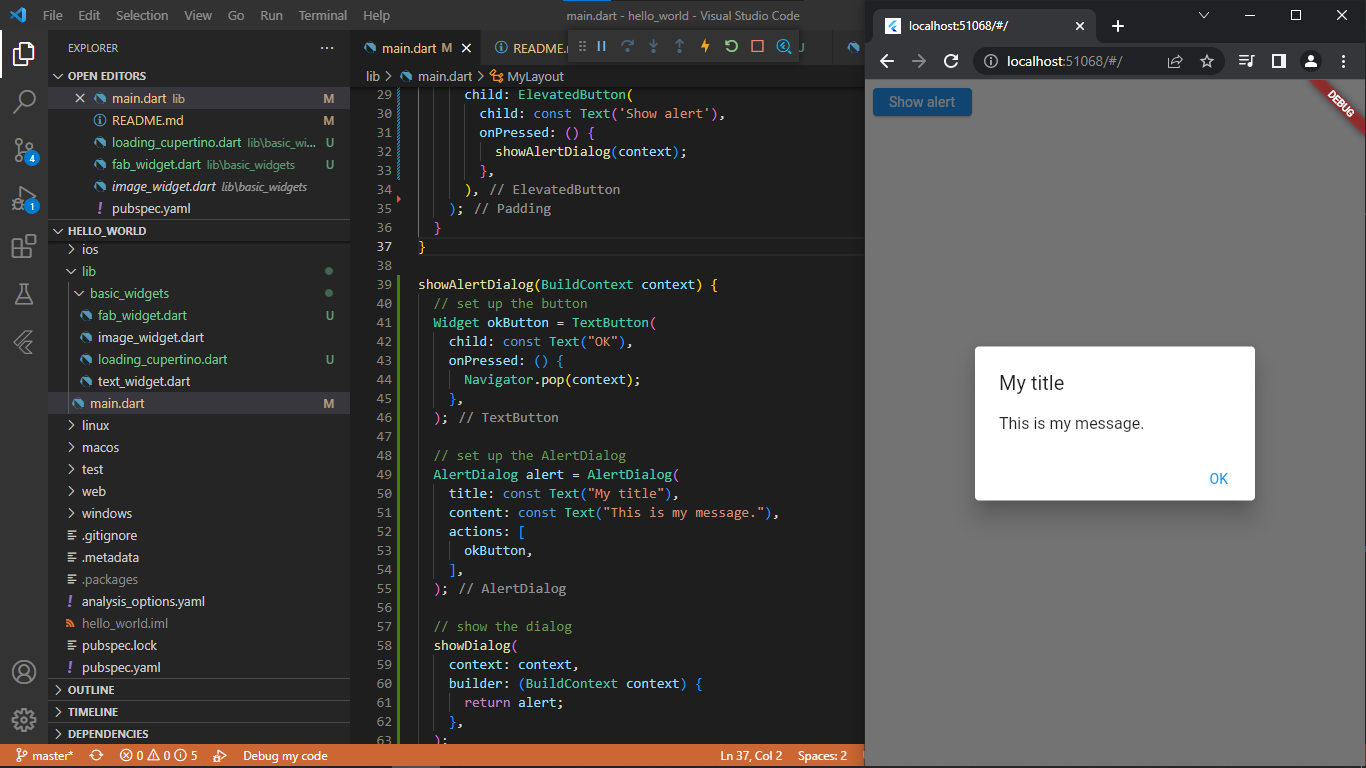 File Edit Selection View Go Run Terminal Help
main.dart - hello_world - Visual Studio Code
EXPLORER
OPEN EDITORS
main.dart lib M
README.md M
loading_cupertino.dart lib\basic_wi... U
fab_widget.dart lib\basic_widgets U
image_widget.dart lib\basic_widgets
pubspec.yaml
HELLO_WORLD
ios
lib
basic_widgets
fab_widget.dart U
image_widget.dart
loading_cupertino.dart U
text_widget.dart
main.dart M
linux
macos
test
web
windows
.gitignore
.metadata
.packages
analysis_options.yaml
hello_world.iml
pubspec.lock
pubspec.yaml
OUTLINE
TIMELINE
DEPENDENCIES
4
1
main.dart M
README.
U
lib > main.dart > MyLayout
29 child: ElevatedButton(
30 child: const Text('Show alert'),
31 onPressed: () {
32 showAlertDialog(context);
33 },
34 ), // ElevatedButton
35 ); // Padding
36 }
37 }
38
39 showAlertDialog(BuildContext context) {
40 // set up the button
41 Widget okButton = TextButton(
42 child: const Text("OK"),
43 onPressed: () {
44 Navigator.pop(context);
45 },
46 ); // TextButton
47
48 // set up the AlertDialog
49 AlertDialog alert = AlertDialog(
50 title: const Text("My title"),
51 content: const Text("This is my message."),
52 actions: [
53 okButton,
54 ],
55 ); // AlertDialog
56
57 // show the dialog
58 showDialog(
59 context: context,
60 builder: (BuildContext context) {
61 return alert;
62 },
63 );
master* 0 0 5 Debug my code
Ln 37, Col 2 Spaces: 2
localhost:51068/#/
localhost:51068/#/
Show alert
DEBUG
My title
This is my message.
OK